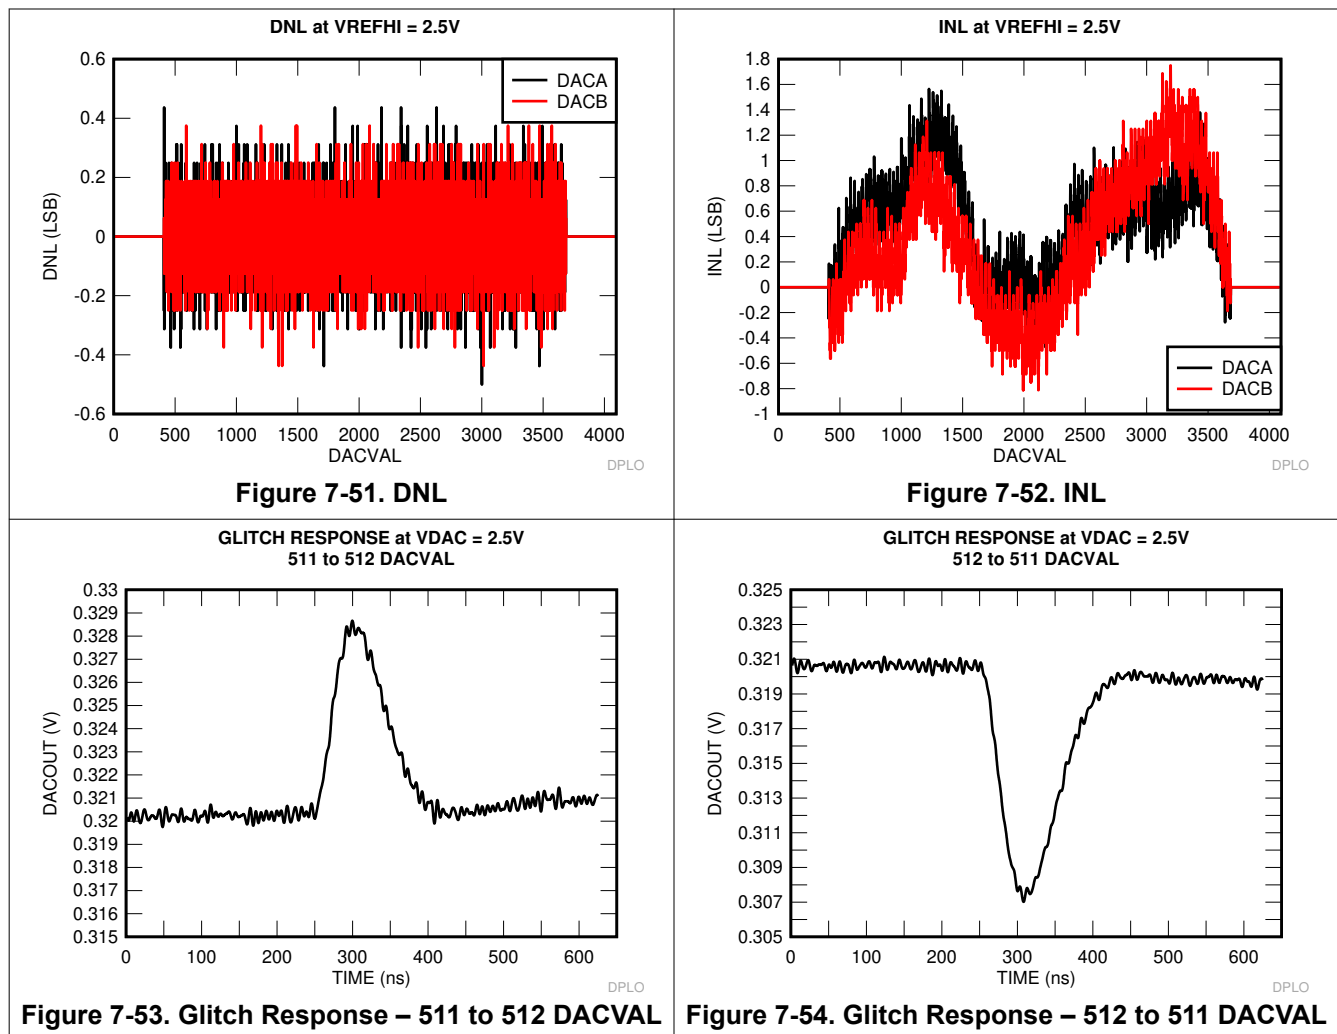 DNL at VREFHI = 2.5V
0.6
0.4
0.2
0
-0.2
-0.4
-0.6
DNL (LSB)
DACA
DACB
0 500 1000 1500 2000 2500 3000 3500 4000
DACVAL
DPLO
Figure 7-51. DNL
INL at VREFHI = 2.5V
1.8
1.6
1.4
1.2
1
0.8
0.6
0.4
0.2
0
-0.2
-0.4
-0.6
-0.8
-1
INL (LSB)
DACA
DACB
0 500 1000 1500 2000 2500 3000 3500 4000
DACVAL
DPLO
Figure 7-52. INL
GLITCH RESPONSE at VDAC = 2.5V
511 to 512 DACVAL
0.33
0.329
0.328
0.327
0.326
0.325
0.324
0.323
0.322
0.321
0.32
0.319
0.318
0.317
0.316
0.315
DACOUT (V)
0 100 200 300 400 500 600
TIME (ns)
DPLO
Figure 7-53. Glitch Response – 511 to 512 DACVAL
GLITCH RESPONSE at VDAC = 2.5V
512 to 511 DACVAL
0.325
0.323
0.321
0.319
0.317
0.315
0.313
0.311
0.309
0.307
0.305
DACOUT (V)
0 100 200 300 400 500 600
TIME (ns)
DPLO
Figure 7-54. Glitch Response – 512 to 511 DACVAL